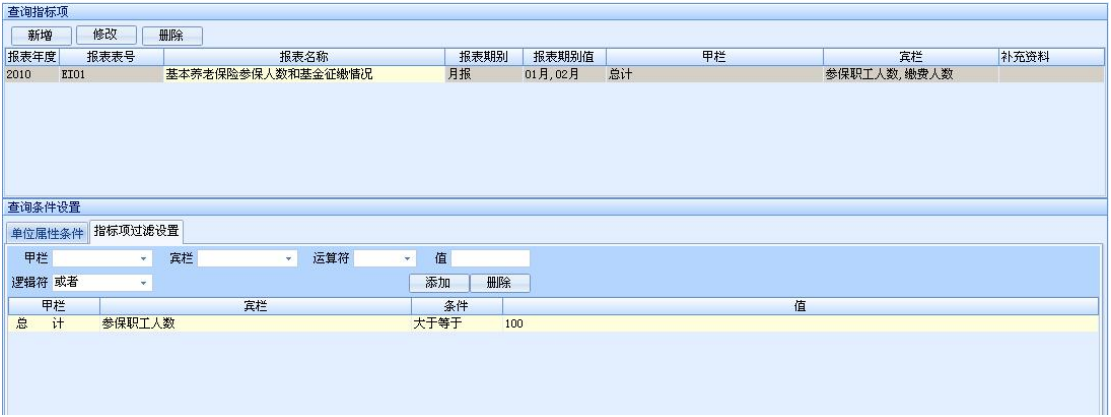 查询指标项
新增 修改 删除
报表年度 报表表号 报表名称 报表期别 报表期别值 甲栏 宾栏 补充资料
2010 EI01 基本养老保险参保人数和基金征缴情况 月报 01月,02月 总计 参保职工人数,缴费人数
查询条件设置
单位属性条件 指标项过滤设置
甲栏 宾栏 运算符 值
逻辑符 或者 添加 删除
甲栏 宾栏 条件 值
总 计 参保职工人数 大于等于 100